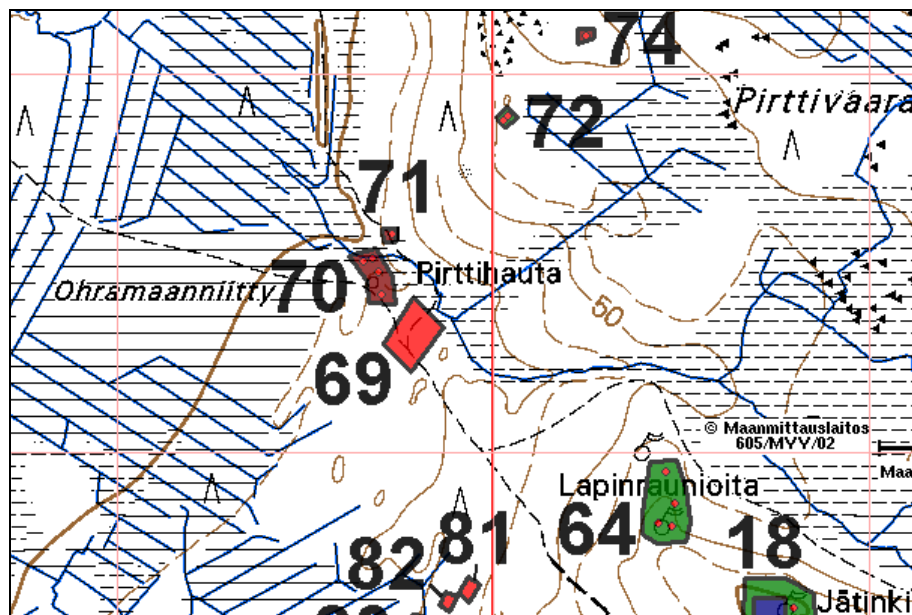 74
Pirttivaara
72
71
70
Pirttihauta
Ohramaanniitty
50
69
© Maanmittauslaitos
605/MYY/02
Maa
Lapinraunioita
64
18
81
82
Jätinki